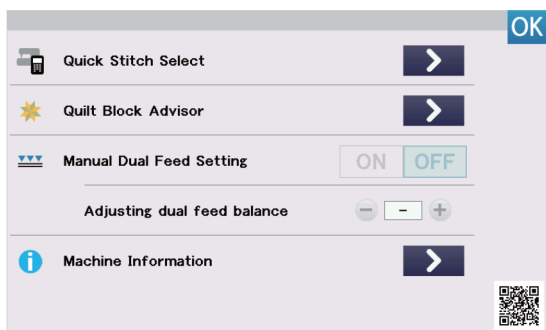 OK
Quick Stitch Select
Quilt Block Advisor
Manual Dual Feed Setting ON OFF
Adjusting dual feed balance - - +
Machine Information